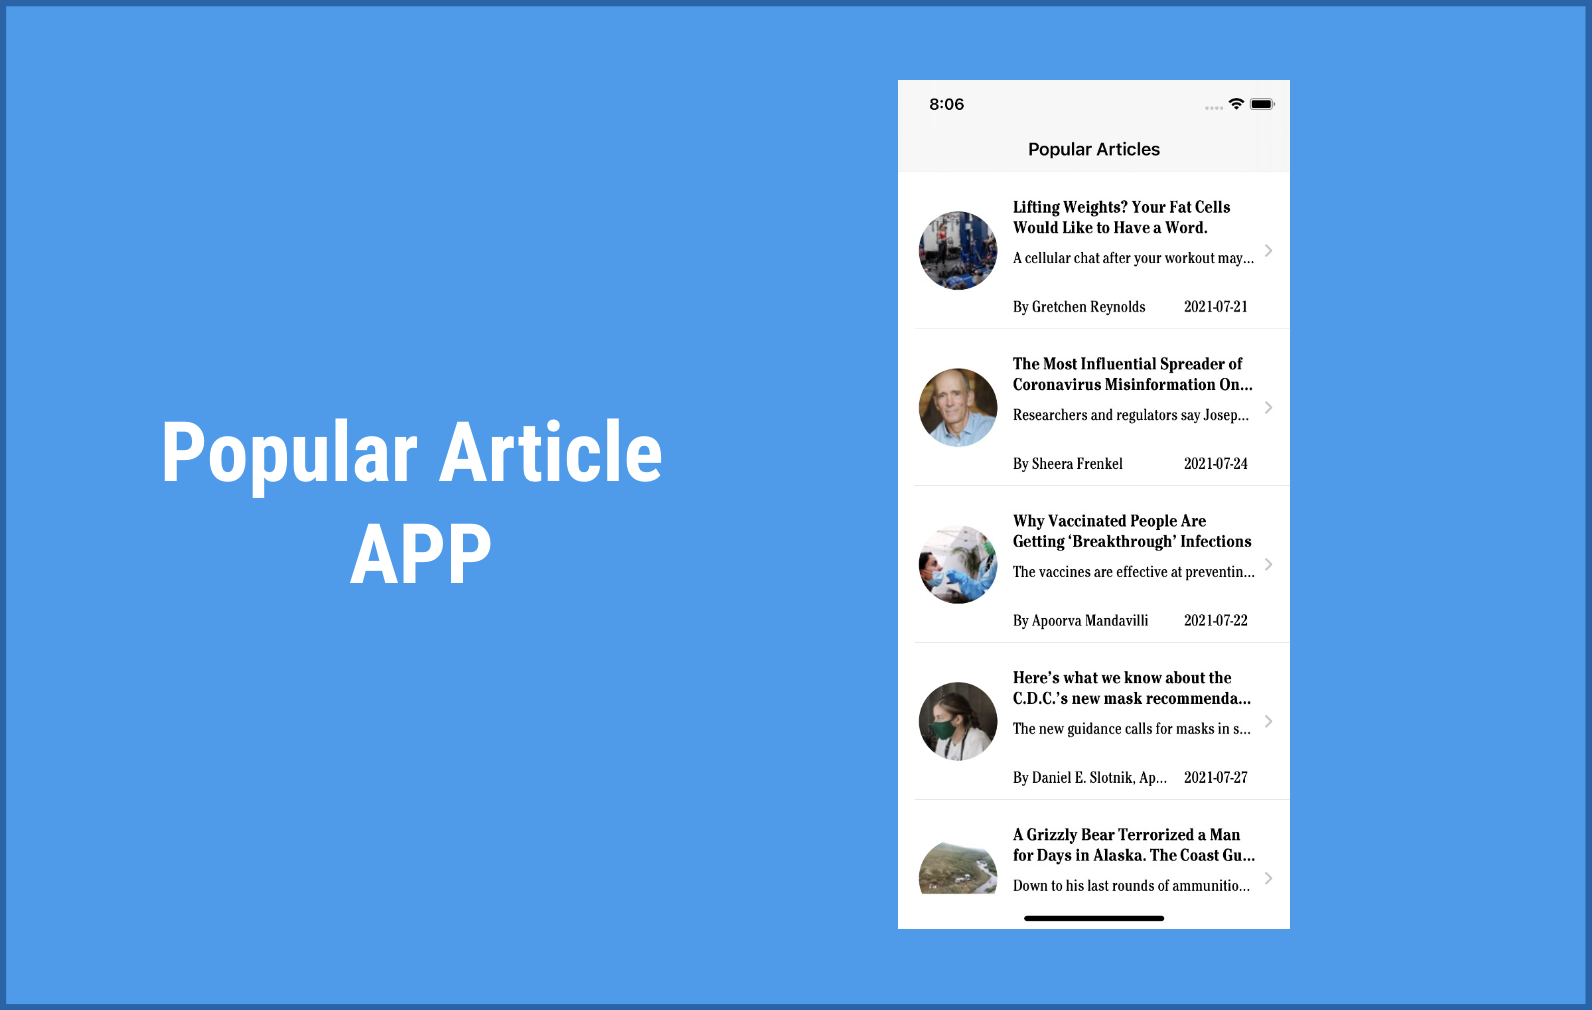 Popular Article
APP
8:06
Popular Articles
Lifting Weights? Your Fat Cells
Would Like to Have a Word.
A cellular chat after your workout may...
By Gretchen Reynolds 2021-07-21
The Most Influential Spreader of
Coronavirus Misinformation On...
Researchers and regulators say Josep...
By Sheera Frenkel 2021-07-24
Why Vaccinated People Are
Getting ‘Breakthrough’ Infections
The vaccines are effective at preventin...
By Apoorva Mandavilli 2021-07-22
Here’s what we know about the
C.D.C.’s new mask recommenda...
The new guidance calls for masks in s...
By Daniel E. Slotnik, Ap... 2021-07-27
A Grizzly Bear Terrorized a Man
for Days in Alaska. The Coast Gu...
Down to his last rounds of ammunitio...